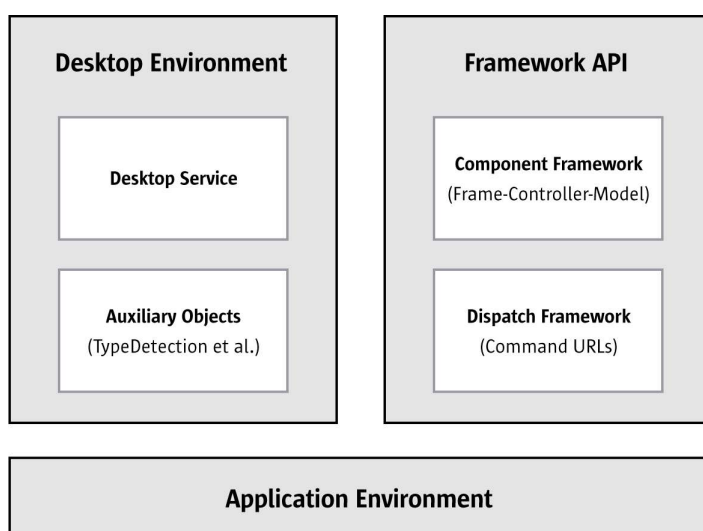 Desktop Environment
Desktop Service
Auxiliary Objects
(TypeDetection et al.)
Framework API
Component Framework
(Frame-Controller-Model)
Dispatch Framework
(Command URLs)
Application Environment